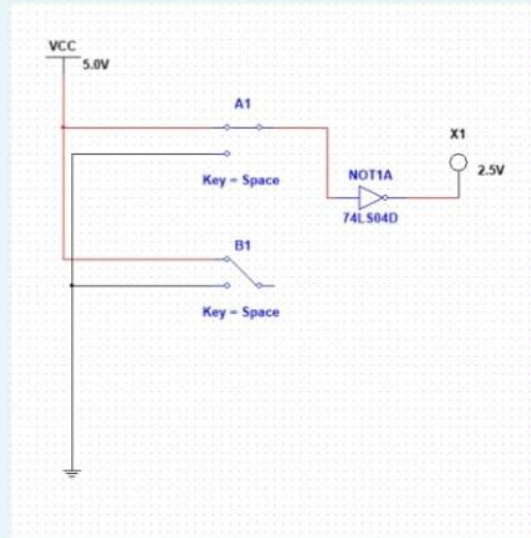 VCC
5.0V
A1
Key = Space
X1
2.5V
NOT1A
74LS04D
B1
Key = Space